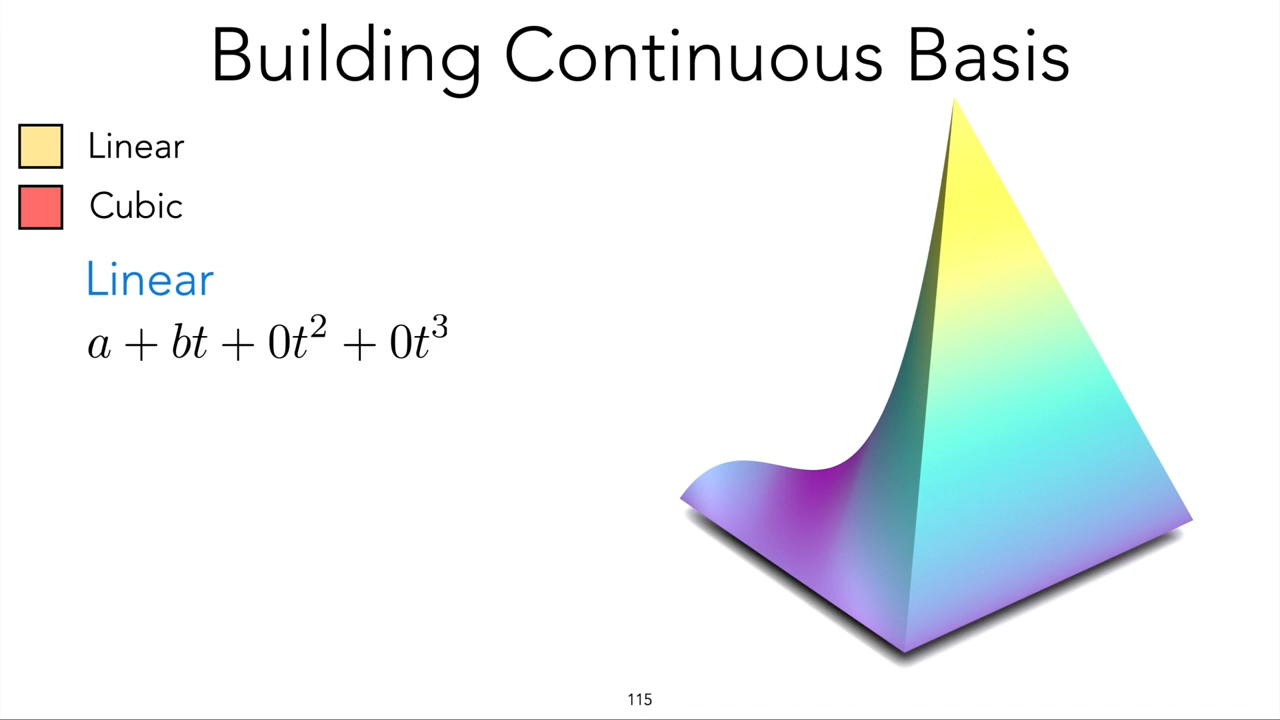 Building Continuous Basis
Linear
Cubic
Linear
a + bt + 0t² + 0t³
115